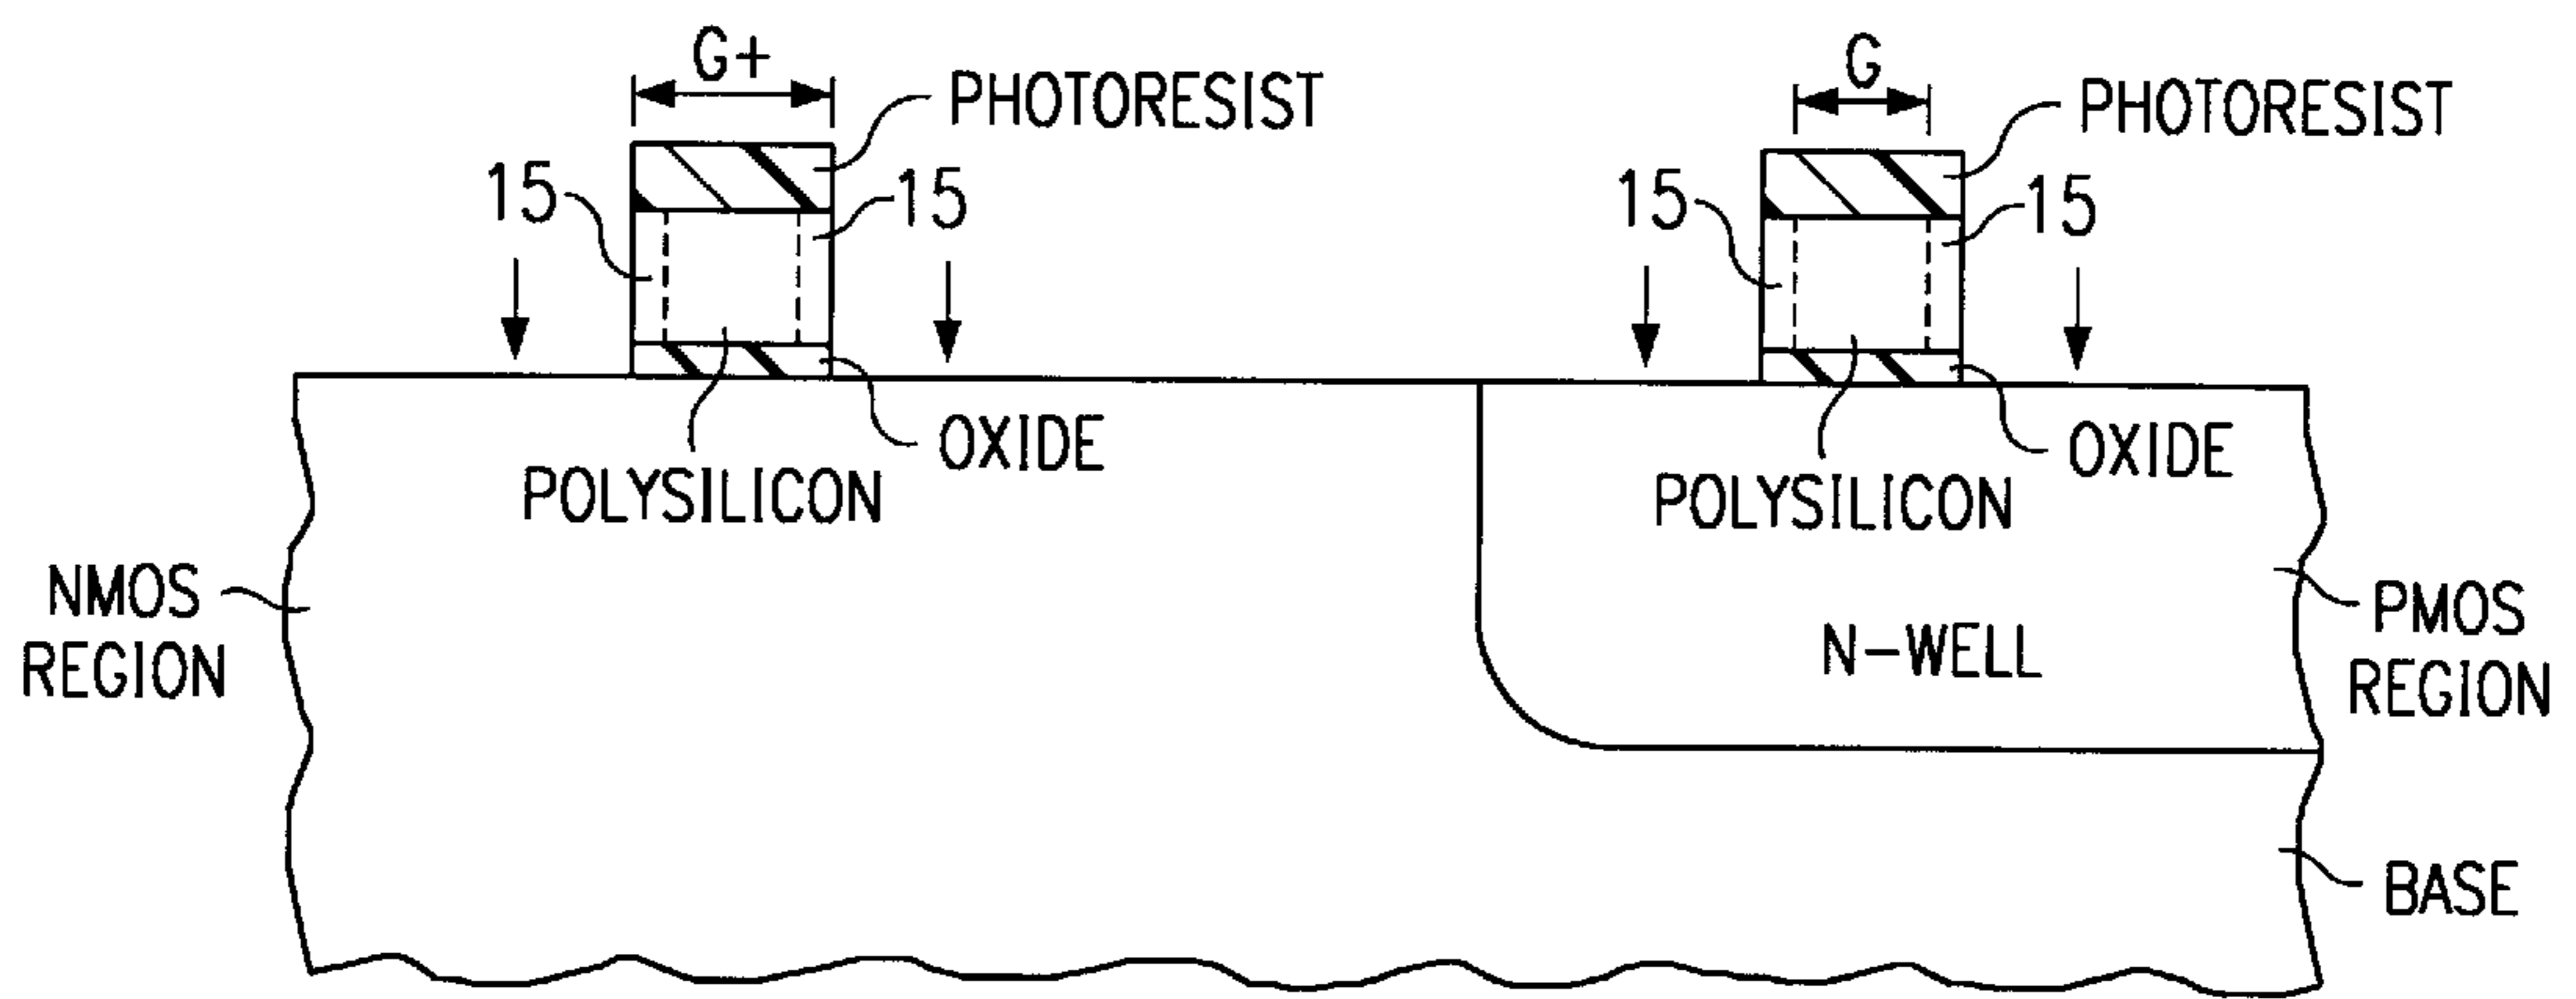 G+
G
PHOTORESIST
PHOTORESIST
15
15
15
15
OXIDE
OXIDE
POLYSILICON
POLYSILICON
NMOS
REGION
N-WELL
PMOS
REGION
BASE